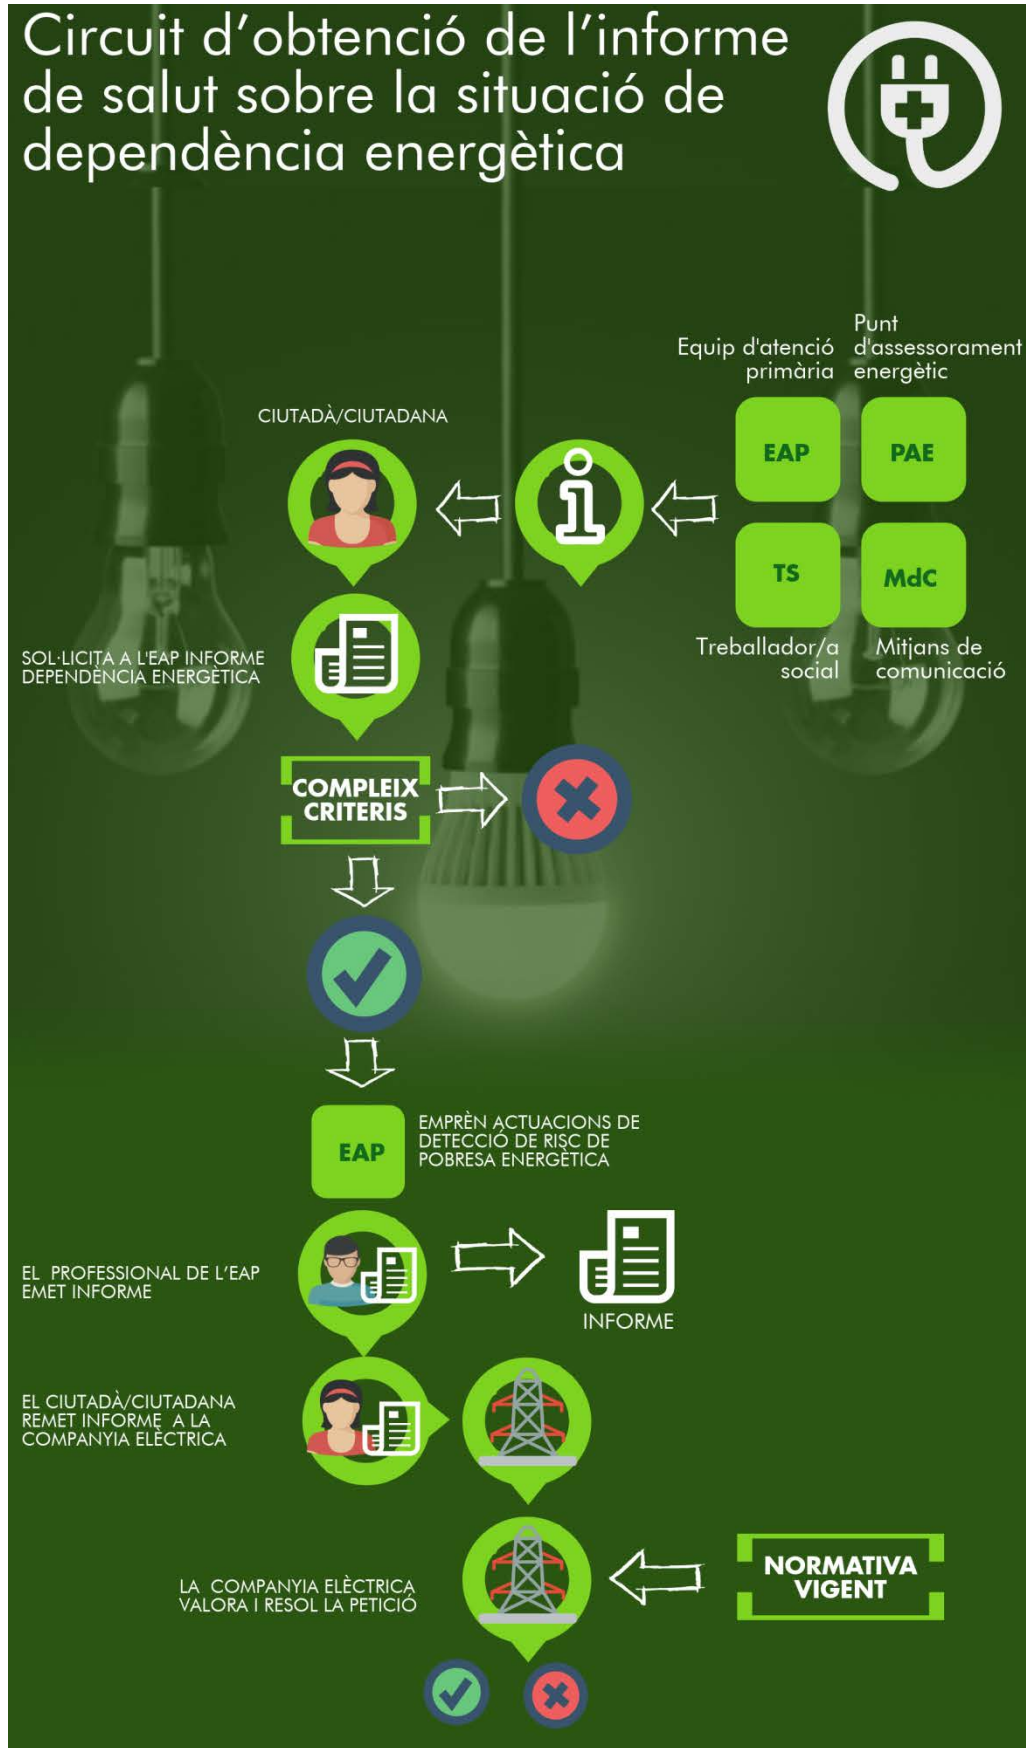 Circuit d'obtenció de l'informe
de salut sobre la situació de
dependència energètica
Equip d'atenció
primària
Punt
d'assessorament
energètic
EAP
PAE
TS
MdC
Treballador/a
social
Mitjans de
comunicació
CIUTADÀ/CIUTADANA
SOL·LICITA A L'EAP INFORME
DEPENDÈNCIA ENERGÈTICA
COMPLEIX
CRITERIS
EAP
EMPRÈN ACTUACIONS DE
DETECCIÓ DE RISC DE
POBRESA ENERGÈTICA
EL PROFESSIONAL DE L'EAP
EMET INFORME
INFORME
EL CIUTADÀ/CIUTADANA
REMET INFORME A LA
COMPANYIA ELÈCTRICA
LA COMPANYIA ELÈCTRICA
VALORA I RESOL LA PETICIÓ
NORMATIVA
VIGENT